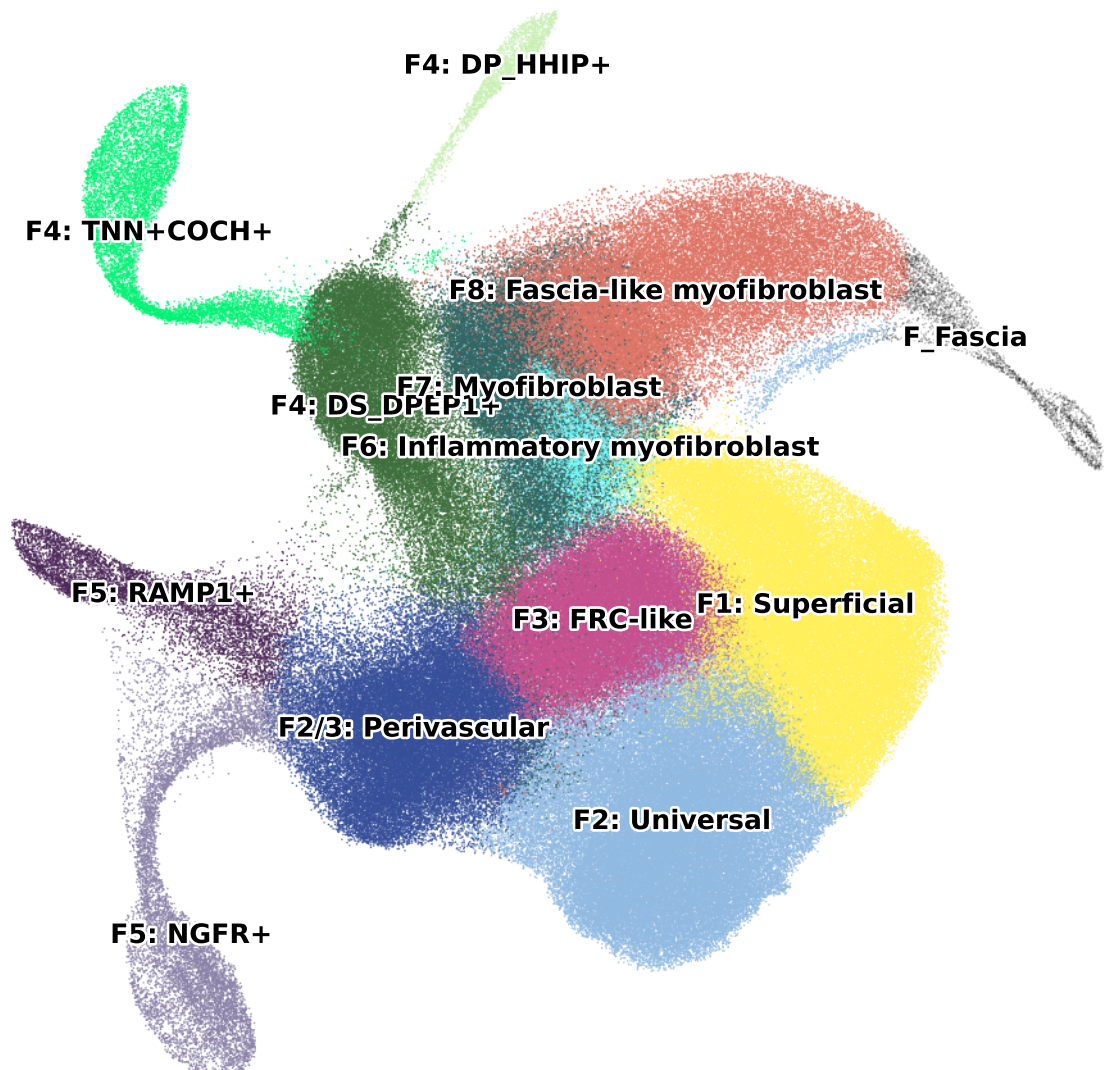 F4: DP_HHIP+
F4: TNN+COCH+
F8: Fascia-like myofibroblast
F_Fascia
F7: Myofibroblast
F4: DS_DPEP1+
F6: Inflammatory myofibroblast
F5: RAMP1+
F1: Superficial
F3: FRC-like
F2/3: Perivascular
F2: Universal
F5: NGFR+